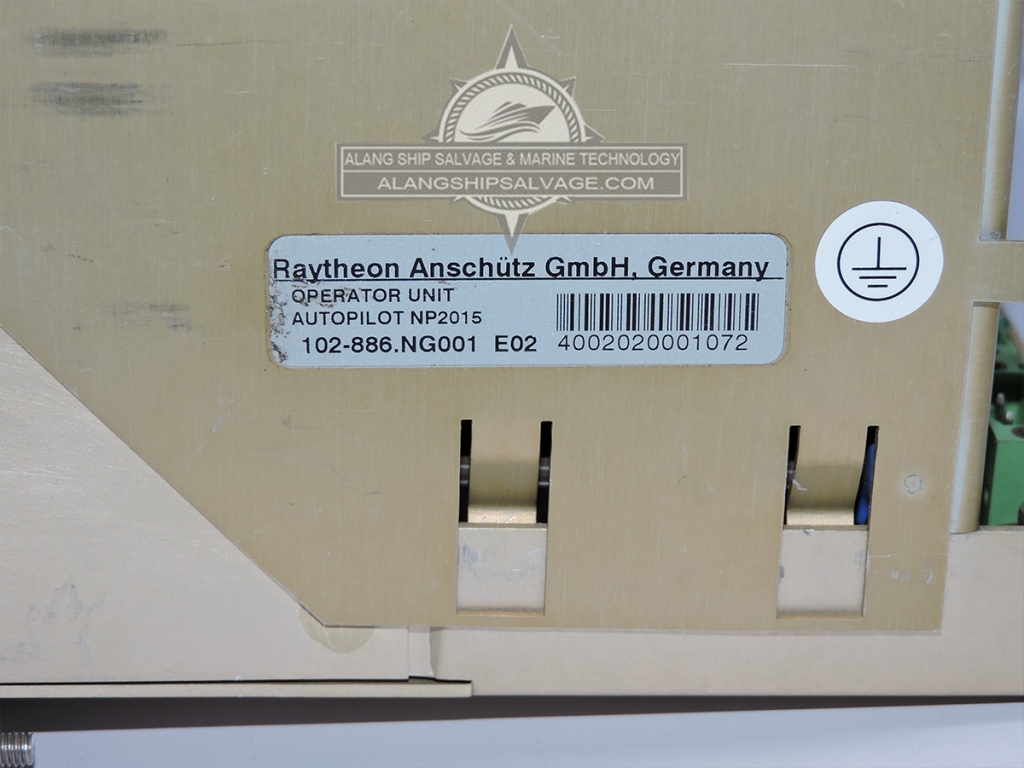 ALANG SHIP SALVAGE & MARINE TECHNOLOGY
ALANGSHIPSALVAGE.COM
Raytheon Anschütz GmbH, Germany
OPERATOR UNIT
AUTOPILOT NP2015
102-886.NG001 E02 4002020001072